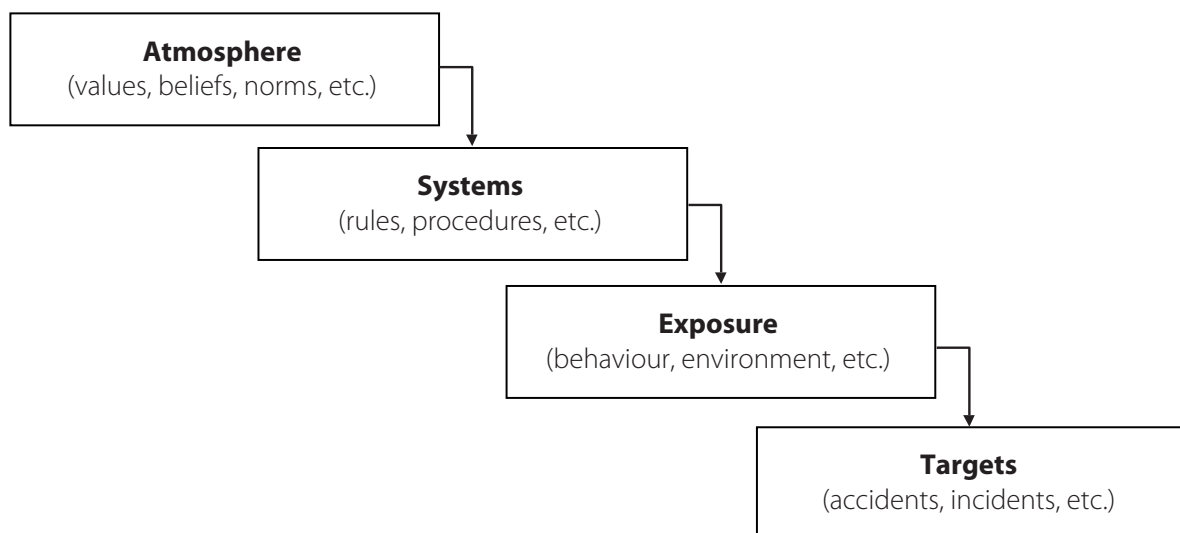 Atmosphere
(values, beliefs, norms, etc.)
Systems
(rules, procedures, etc.)
Exposure
(behaviour, environment, etc.)
Targets
(accidents, incidents, etc.)